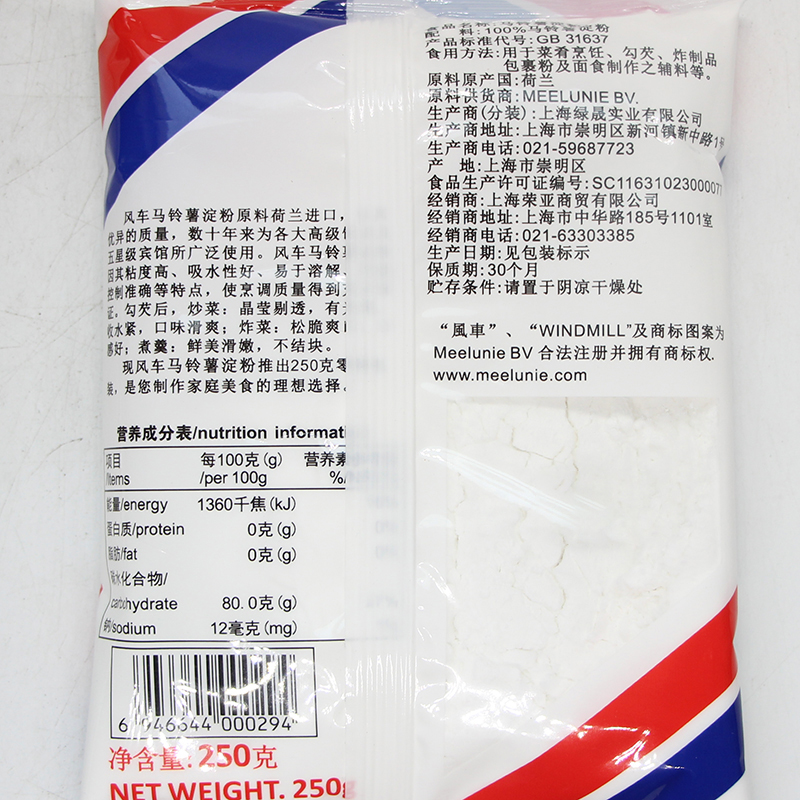 食品名称:马铃薯淀粉
配 料:100%马铃薯淀粉
产品标准代号:GB 31637
食用方法:用于菜肴烹饪、勾芡、炸制品
包裹粉及面食制作之辅料等。
原料原产国:荷兰
原料供货商:MEELUNIE BV.
生产商(分装):上海绿晟实业有限公司
生产商地址:上海市崇明区新河镇新中路1号
生产商电话:021-59687723
产 地:上海市崇明区
食品生产许可证编号:SC1163102300007
经销商:上海荣亚商贸有限公司
经销商地址:上海市中华路185号1101室
经销商电话:021-63303385
生产日期:见包装标示
保质期:30个月
贮存条件:请置于阴凉干燥处
“風車”、“WINDMILL”及商标图案为
Meelunie BV 合法注册并拥有商标权.
www.meelunie.com
风车马铃薯淀粉原料荷兰进口,
优异的质量,数十年来为各大高级
五星级宾馆所广泛使用。风车马铃
因其粘度高、吸水性好、易于溶解、
控制准确等特点,使烹调质量得到
证。勾芡后,炒菜:晶莹剔透,有
收水紧,口味滑爽;炸菜:松脆爽
感好;煮羹:鲜美滑嫩,不结块。
现风车马铃薯淀粉推出250克零
装,是您制作家庭美食的理想选择。
营养成分表/nutrition informati
项目 每100克(g) 营养素
/items /per 100g %/
能量/energy 1360千焦(kJ)
蛋白质/protein 0克(g)
脂肪/fat 0克(g)
碳水化合物/
carbohydrate 80.0克(g)
钠/sodium 12毫克(mg)
6 946644 000294
净含量:250克
NET WEIGHT. 250g